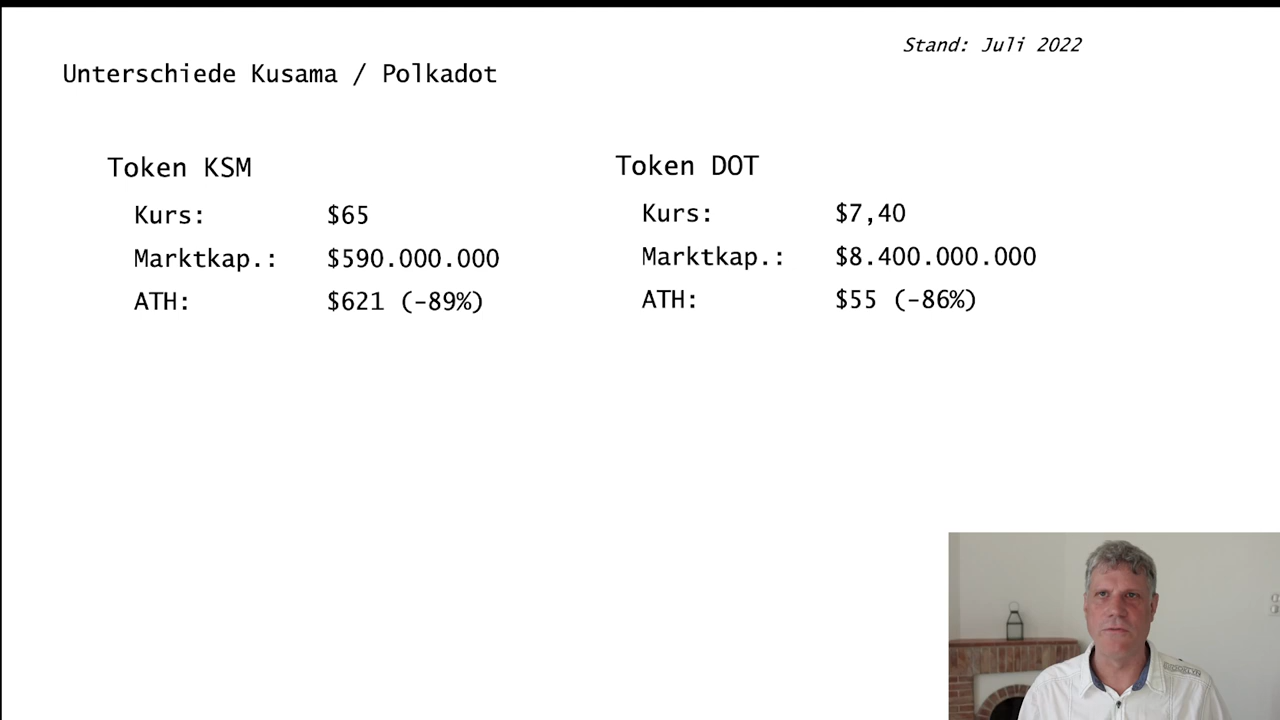 Stand: Juli 2022
Unterschiede Kusama / Polkadot
Token KSM
Kurs: $65
Marktkap.: $590.000.000
ATH: $621 (-89%)
Token DOT
Kurs: $7,40
Marktkap.: $8.400.000.000
ATH: $55 (-86%)